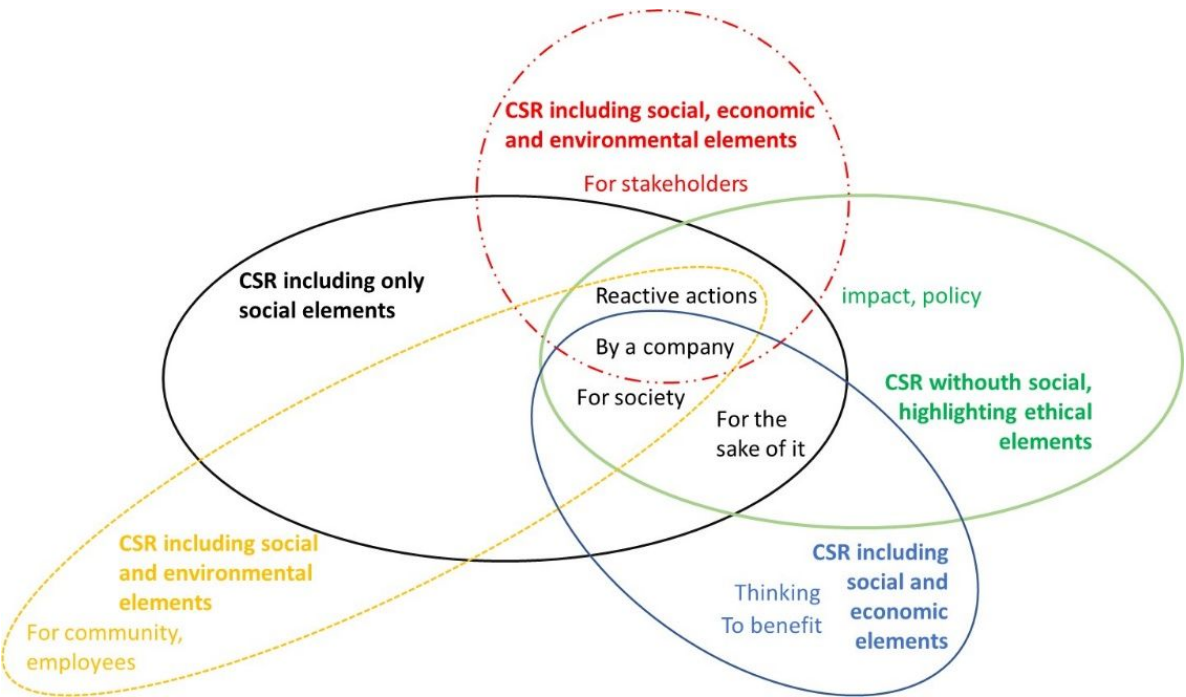 CSR including social, economic
and environmental elements
For stakeholders
CSR including only
social elements
Reactive actions
impact, policy
By a company
For society
CSR withouth social,
highlighting ethical
elements
For the
sake of it
CSR including social
and environmental
elements
For community,
employees
CSR including
social and
economic
elements
Thinking
To benefit